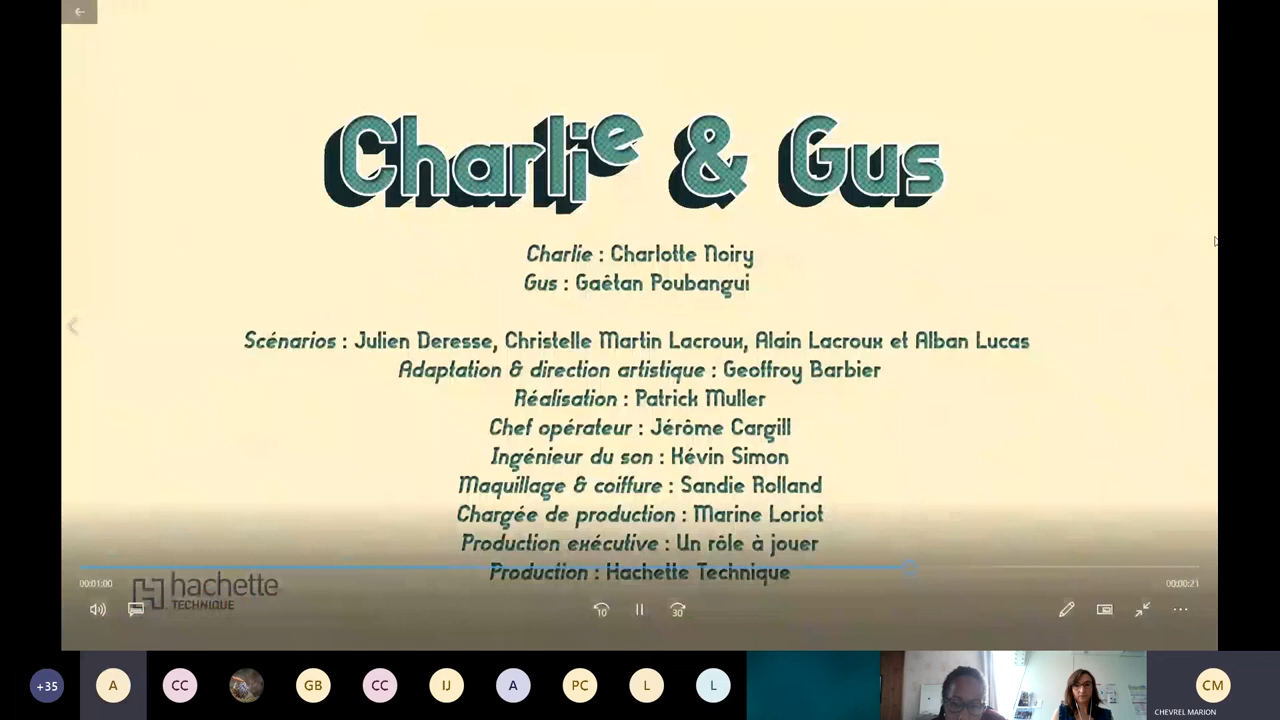 Charlie & Gus
Charlie : Charlotte Noiry
Gus : Gaëtan Poubangui
Scénarios : Julien Deresse, Christelle Martin Lacroux, Alain Lacroux et Alban Lucas
Adaptation & direction artistique : Geoffroy Barbier
Réalisation : Patrick Muller
Chef opérateur : Jérôme Cargill
Ingénieur du son : Kévin Simon
Maquillage & coiffure : Sandie Rolland
Chargée de production : Marine Loriot
Production exécutive : Un rôle à jouer
Production : Hachette Technique
00:01:00
hachette
TECHNIQUE
00:00:21
10
30
+35
A
CC
GB
CC
IJ
A
PC
L
L
CM
CHEVREL MARION